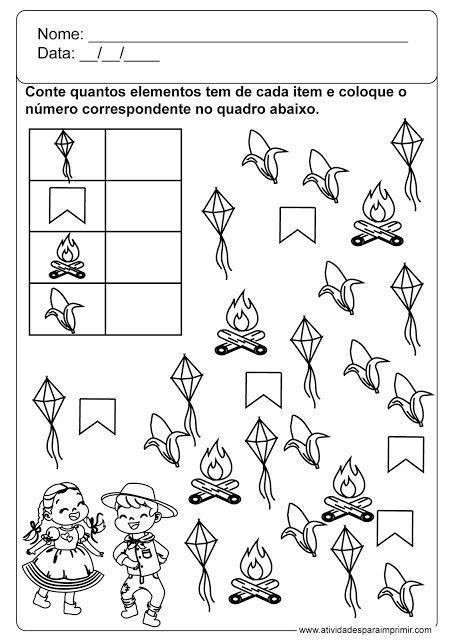 Nome: ______________________________________
Data: __/__/____
Conte quantos elementos tem de cada item e coloque o
número correspondente no quadro abaixo.
www.atividadesparaimprimir.com